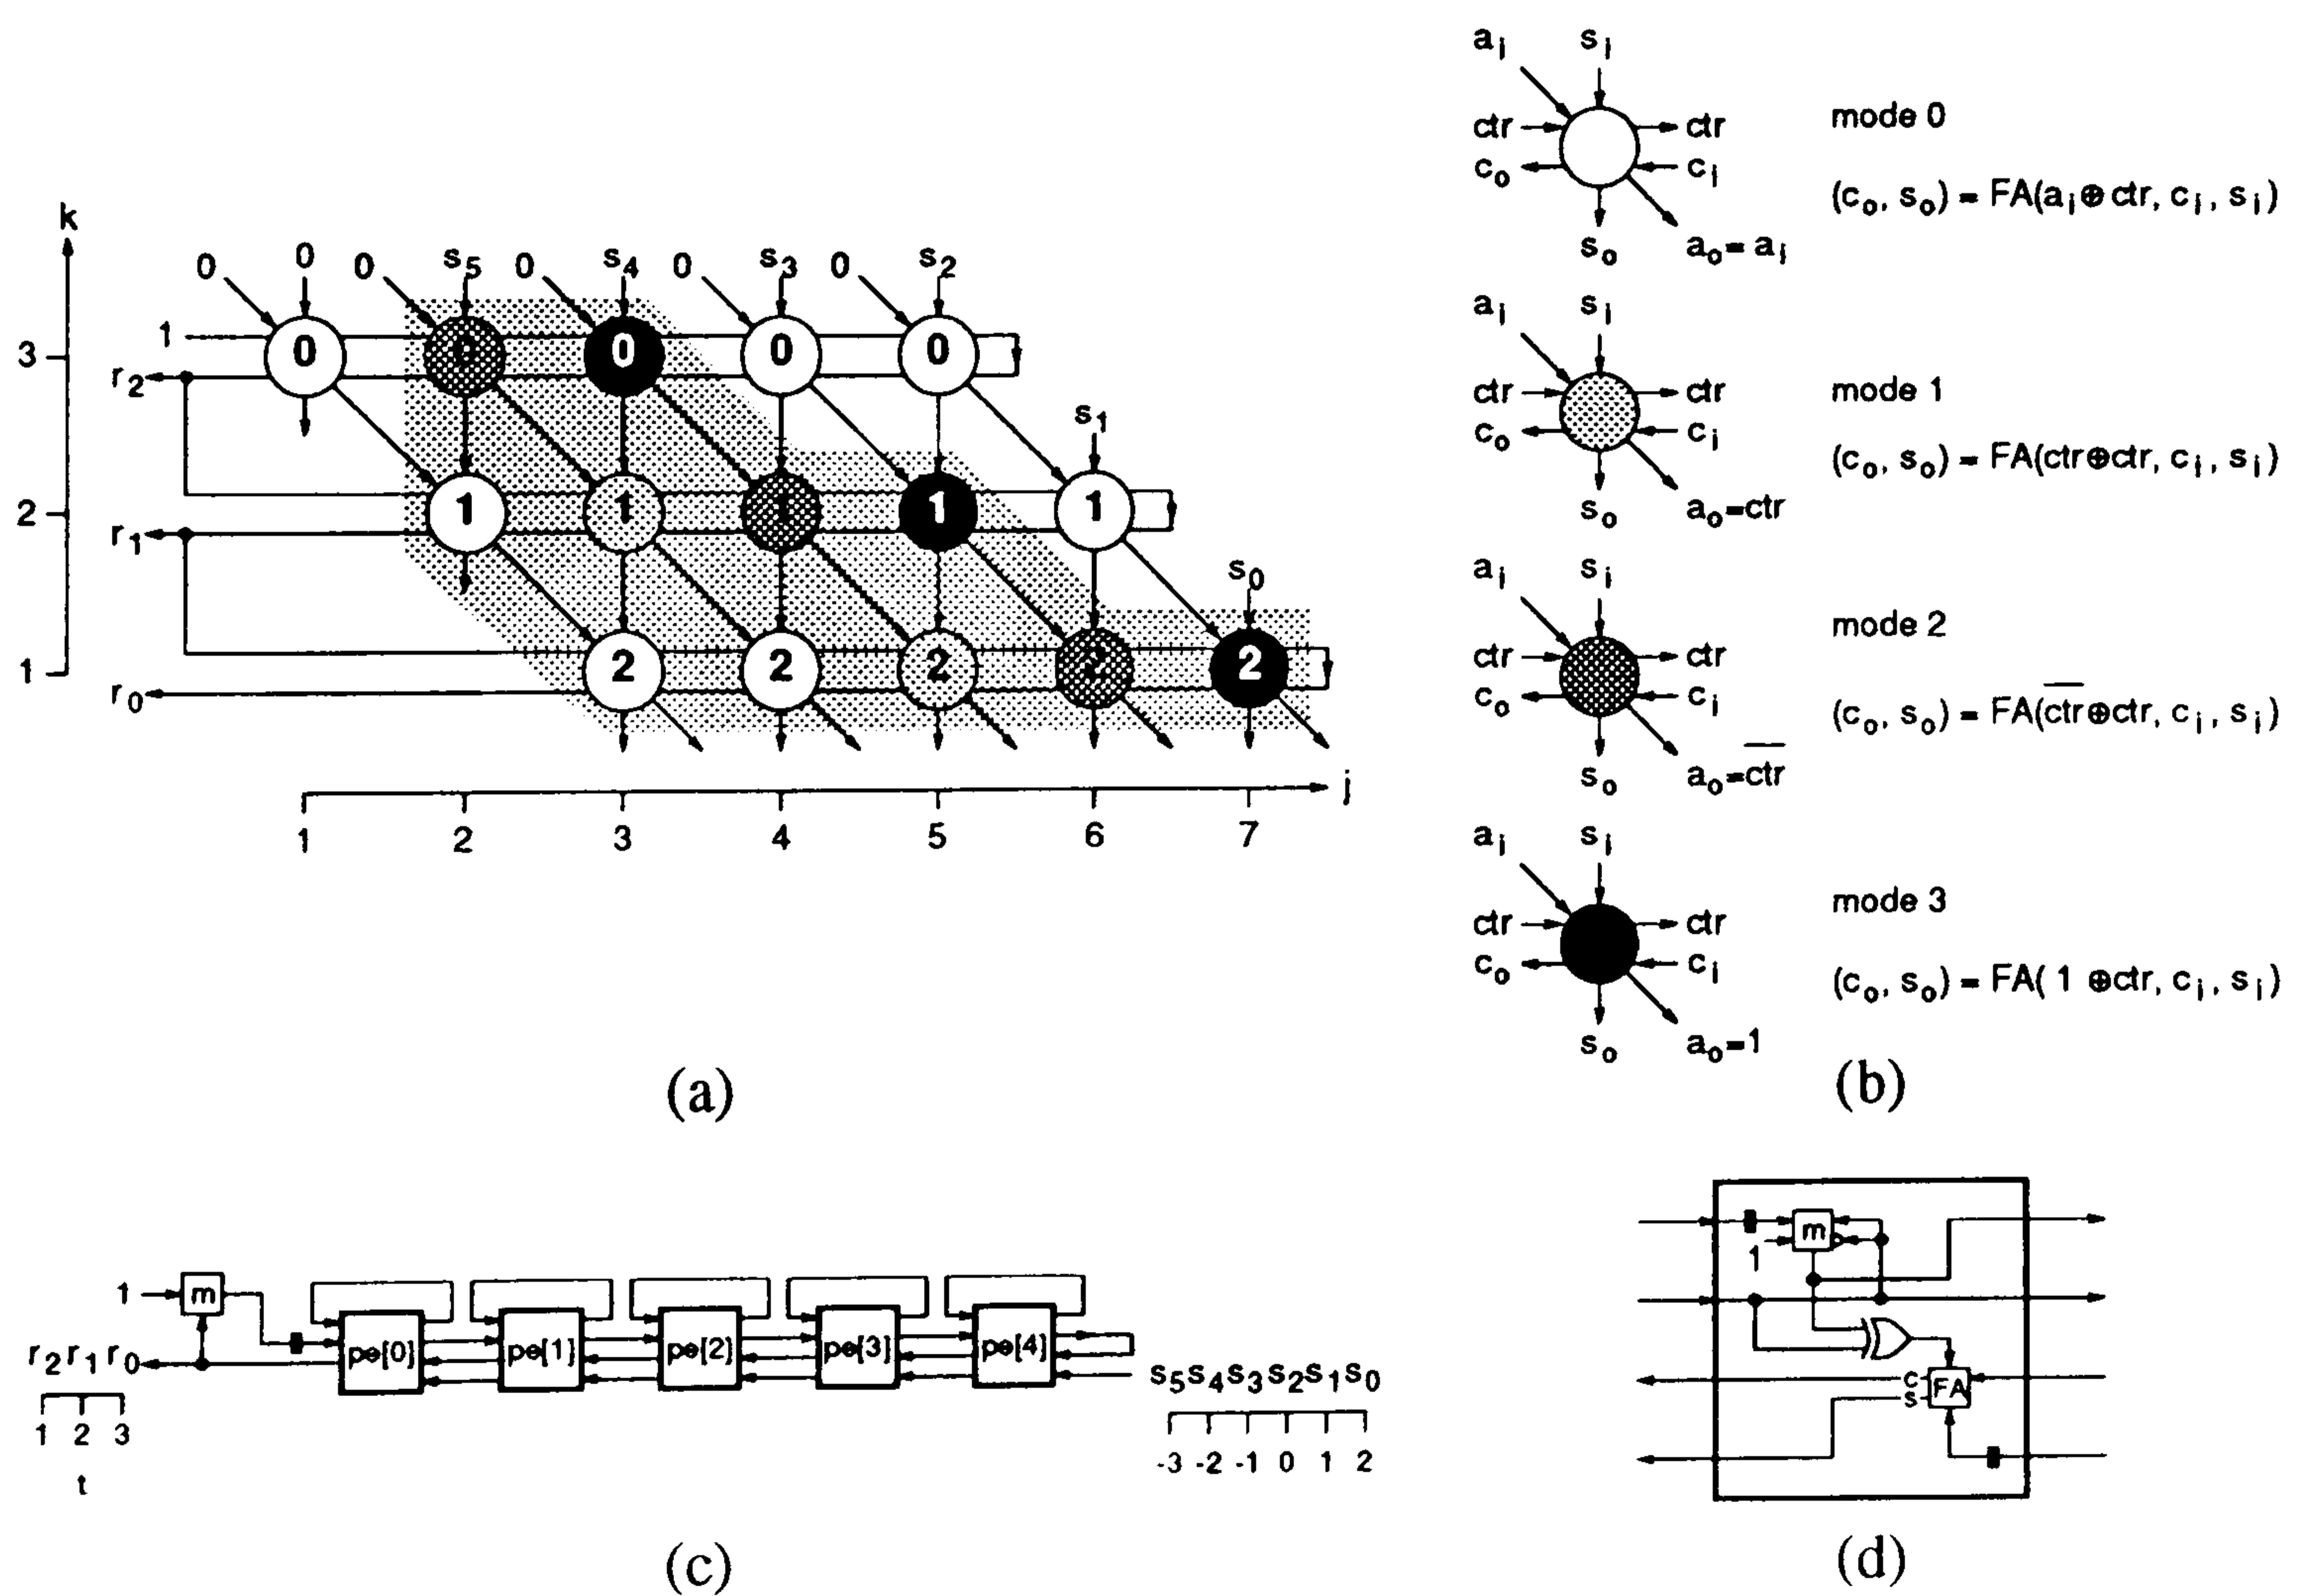 k
0 0 0 s5 0 s4 0 s3 0 s2
1
3
0 0 0 0 0
r2
s1
2
1 1 1 1 1
r1
s0
1
2 2 2 2 2
r0
j
1 2 3 4 5 6 7
(a)
ai si
ctr ctr
co ci
so ao=ai
mode 0
(co, so) = FA(ai⊕ctr, ci, si)
ai si
ctr ctr
co ci
so ao=ctr
mode 1
(co, so) = FA(ctr⊕ctr, ci, si)
ai si
ctr ctr
co ci
so ao=c̅t̅r̅
mode 2
(co, so) = FA(c̅t̅r̅⊕ctr, ci, si)
ai si
ctr ctr
co ci
so ao=1
mode 3
(co, so) = FA( 1 ⊕ctr, ci, si)
(b)
1 m
r2 r1 r0
pe[0] pe[1] pe[2] pe[3] pe[4]
s5 s4 s3 s2 s1 s0
1 2 3
t
-3 -2 -1 0 1 2
(c)
m
1
c
s FA
(d)